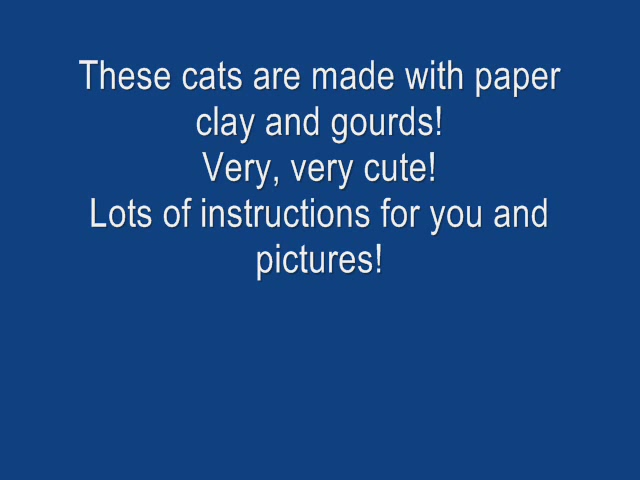 These cats are made with paper
clay and gourds!
Very, very cute!
Lots of instructions for you and
pictures!